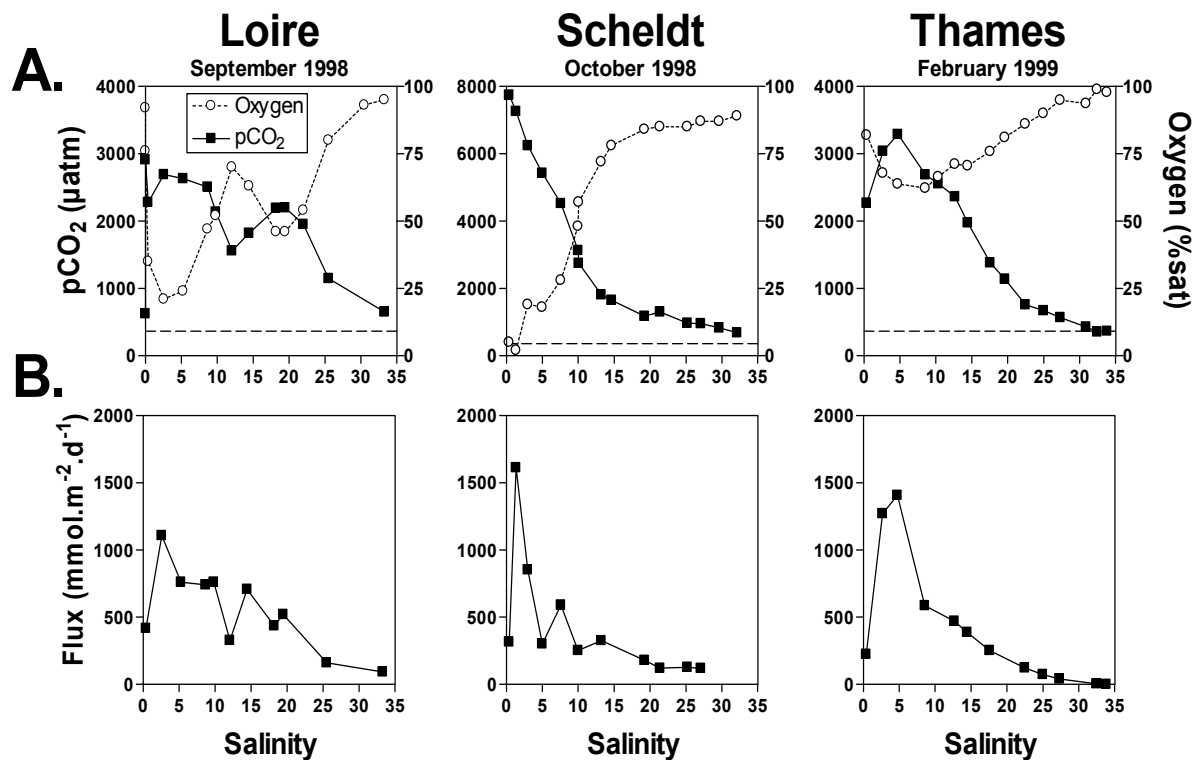 Loire Scheldt Thames
A. September 1998 October 1998 February 1999
4000 100 8000 100 4000 100
Oxygen
pCO₂
3000 75 6000 75 3000 75
2000 50 4000 50 2000 50
1000 25 2000 25 1000 25
0 0 0 0 0 0
pCO₂ (µatm)
Oxygen (%sat)
0 5 10 15 20 25 30 35 0 5 10 15 20 25 30 35 0 5 10 15 20 25 30 35
B.
2000 2000 2000
1500 1500 1500
1000 1000 1000
500 500 500
0 0 0
Flux (mmol.m⁻².d⁻¹)
0 5 10 15 20 25 30 35 0 5 10 15 20 25 30 35 0 5 10 15 20 25 30 35
Salinity Salinity Salinity